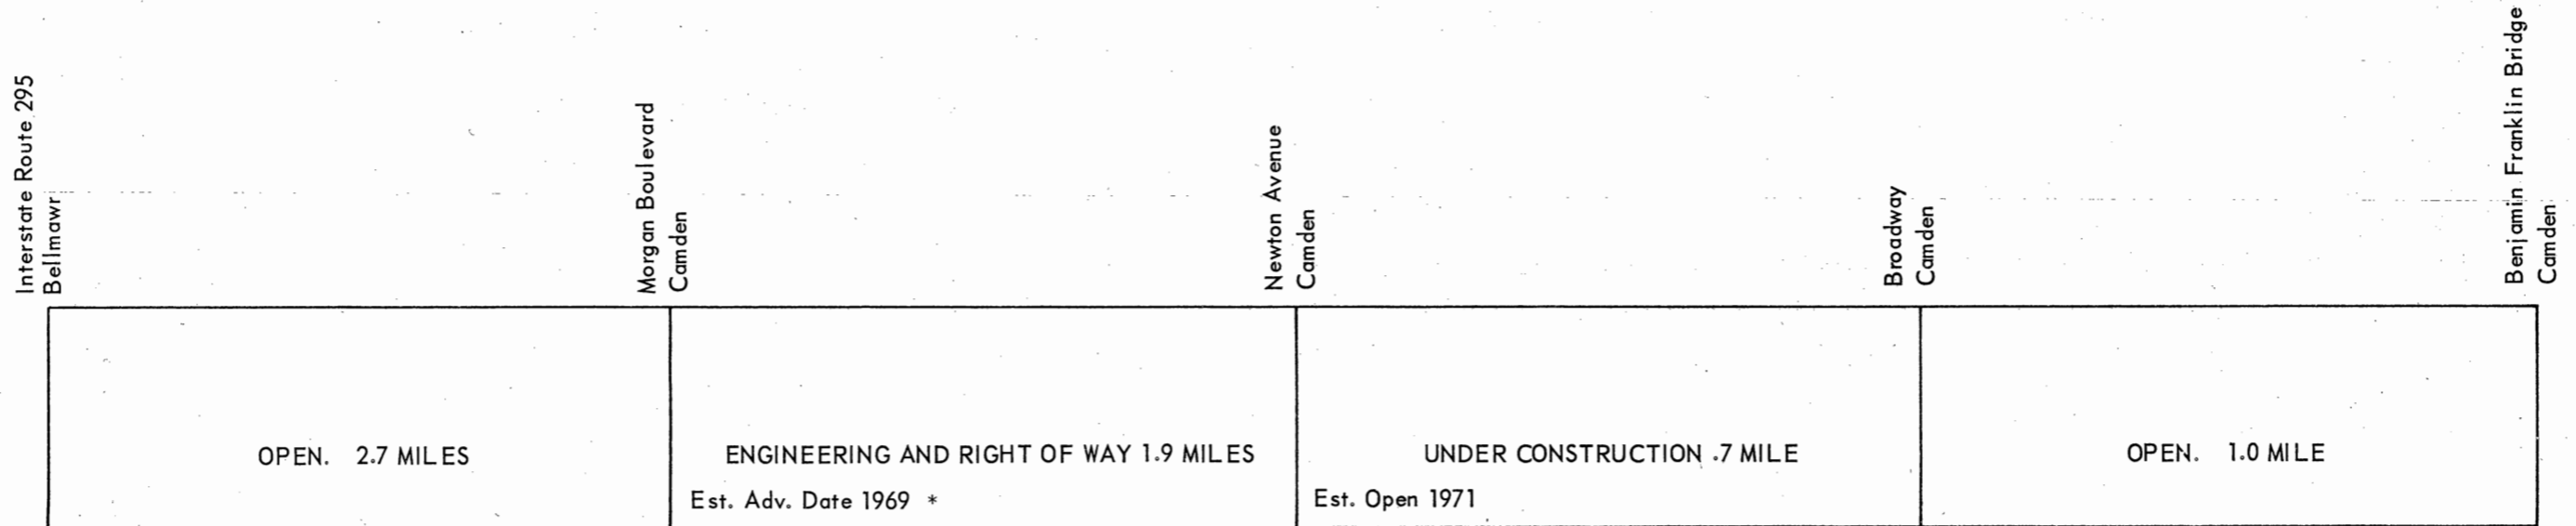 Interstate Route 295
Bellmawr
Morgan Boulevard
Camden
Newton Avenue
Camden
Broadway
Camden
Benjamin Franklin Bridge
Camden
OPEN. 2.7 MILES
ENGINEERING AND RIGHT OF WAY 1.9 MILES
Est. Adv. Date 1969 *
UNDER CONSTRUCTION .7 MILE
Est. Open 1971
OPEN. 1.0 MILE